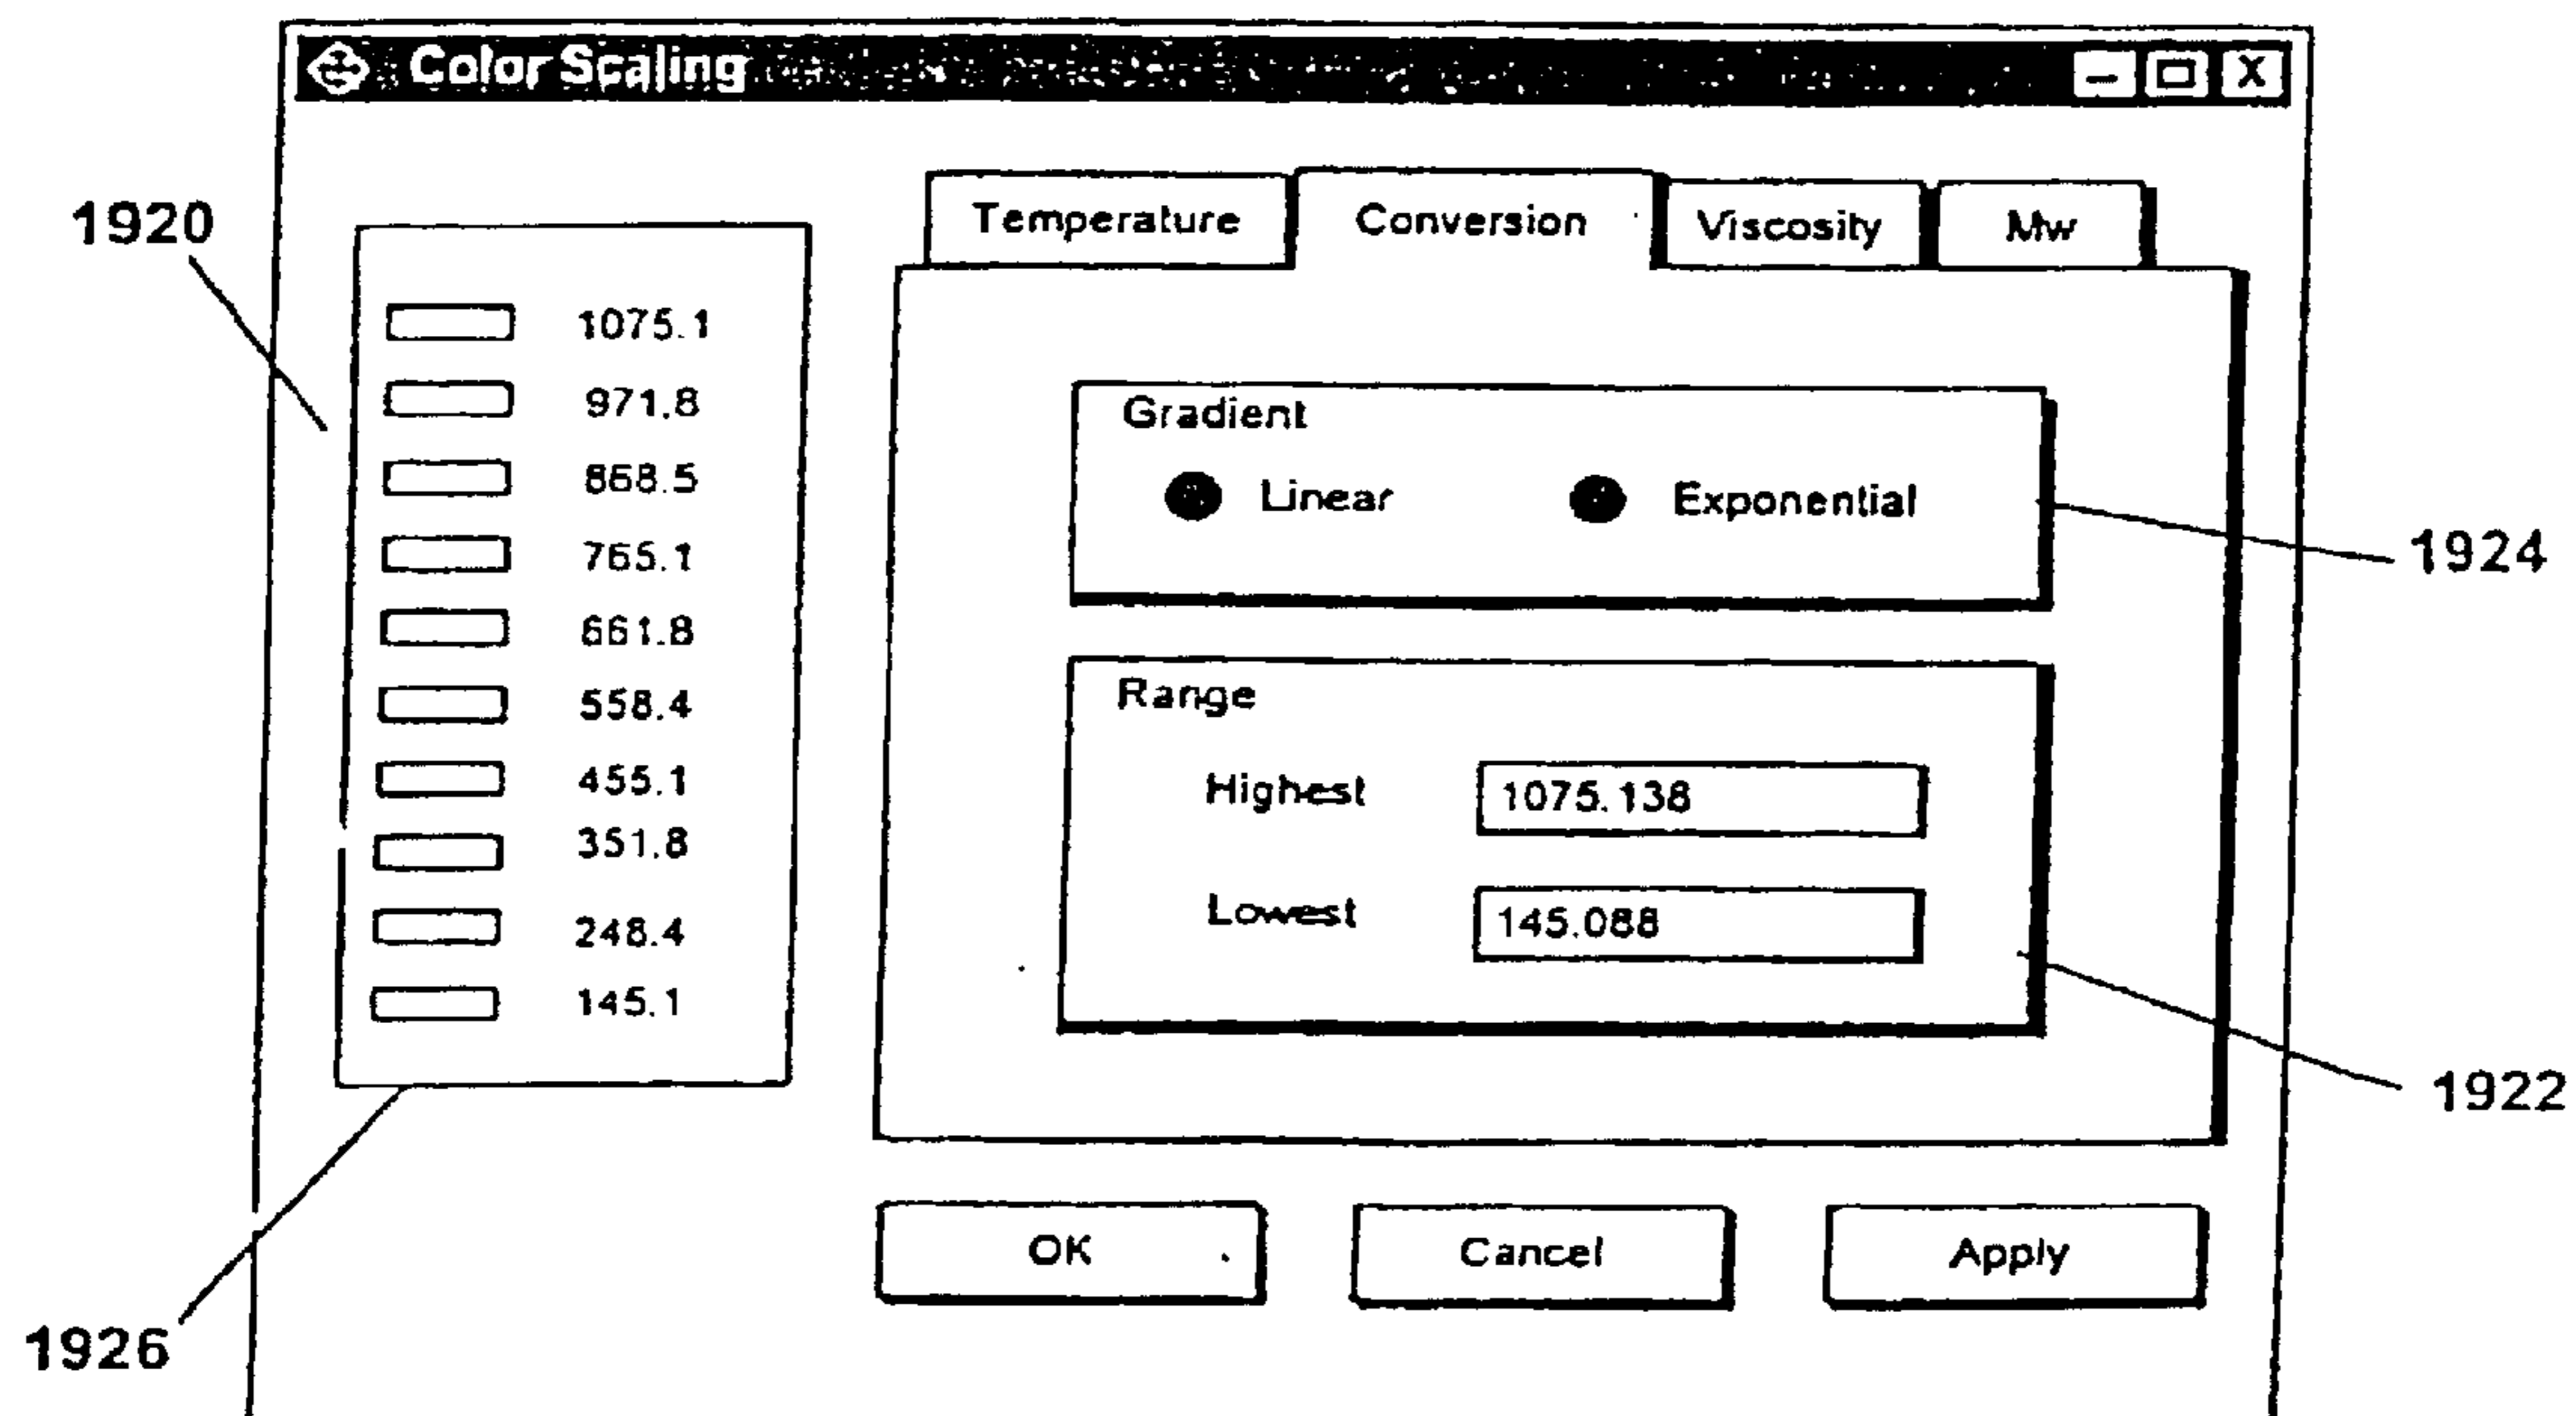 Color Scaling
1920
Temperature Conversion Viscosity Mw
1075.1
971.8
868.5
765.1
661.8
558.4
455.1
351.8
248.4
145.1
Gradient
Linear Exponential
1924
Range
Highest 1075.138
Lowest 145.088
1922
OK Cancel Apply
1926